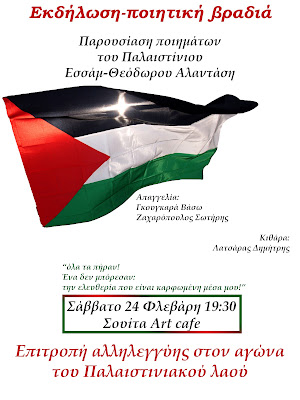 Εκδήλωση-ποιητική βραδιά
Παρουσίαση ποιημάτων
του Παλαιστίνιου
Εσσάμ-Θεόδωρου Αλαντάση
Απαγγελία:
Γκουγκαρά Βάσω
Ζαχαρόπουλος Σωτήρης
Κιθάρα:
Λατσάρας Δημήτρης
“όλα τα πήραν!
Ένα δεν μπόρεσαν:
την ελευθερία που είναι καρφωμένη μέσα μου!”
Σάββατο 24 Φλεβάρη 19:30
Σουίτα Art cafe
Επιτροπή αλληλεγγύης στον αγώνα
του Παλαιστινιακού λαού